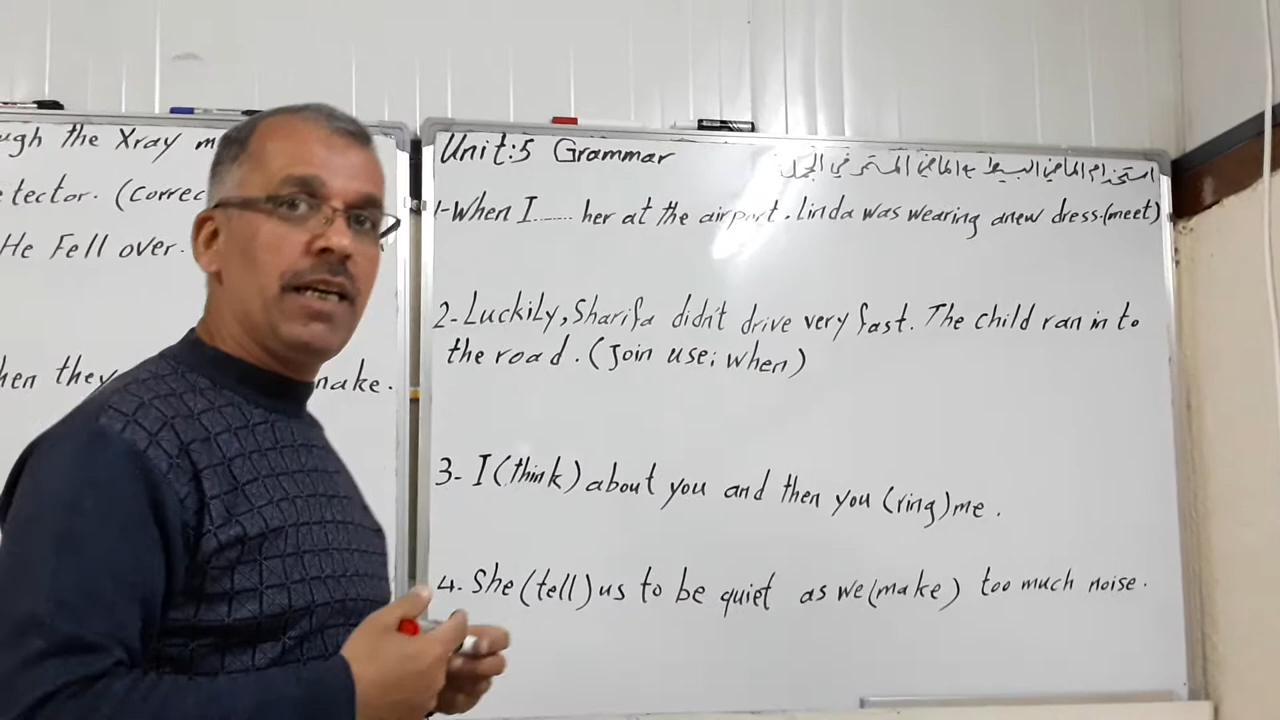 ugh the Xray m
tector. (Correc
He Fell over.
hen they nake.
Unit:5 Grammar
استخدام الماضي البسيط والماضي المستمر في الجمل
1-When I...... her at the airport, Linda was wearing anew dress.(meet)
2-Luckily, Sharifa didn't drive very fast. The child ran in to
the road. (Join use: when)
3- I (think) about you and then you (ring) me.
4. She (tell) us to be quiet as we (make) too much noise.